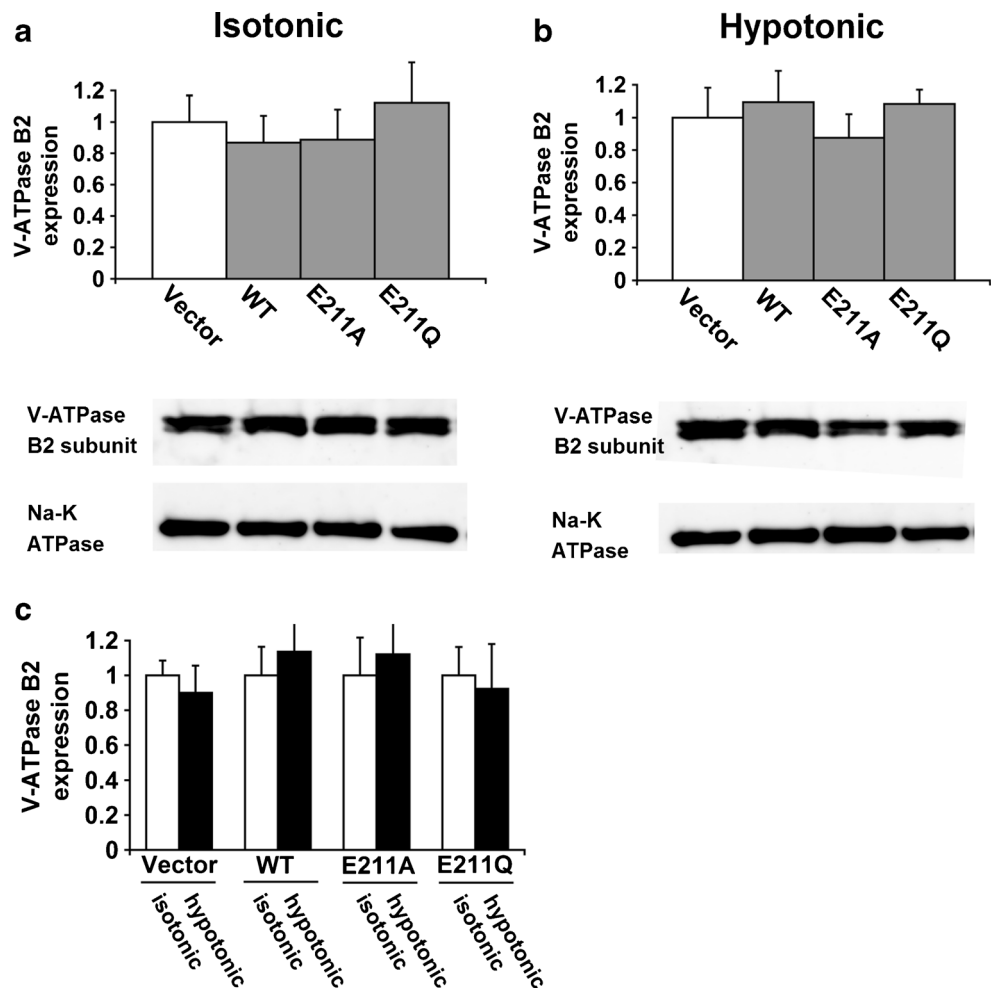 a
Isotonic
V-ATPase B2
expression
1.2
1
0.8
0.6
0.4
0.2
0
Vector
WT
E211A
E211Q
V-ATPase
B2 subunit
Na-K
ATPase
b
Hypotonic
V-ATPase B2
expression
1.2
1
0.8
0.6
0.4
0.2
0
Vector
WT
E211A
E211Q
V-ATPase
B2 subunit
Na-K
ATPase
c
V-ATPase B2
expression
1.2
1
0.8
0.6
0.4
0.2
0
Vector
WT
E211A
E211Q
isotonic
hypotonic
isotonic
hypotonic
isotonic
hypotonic
isotonic
hypotonic